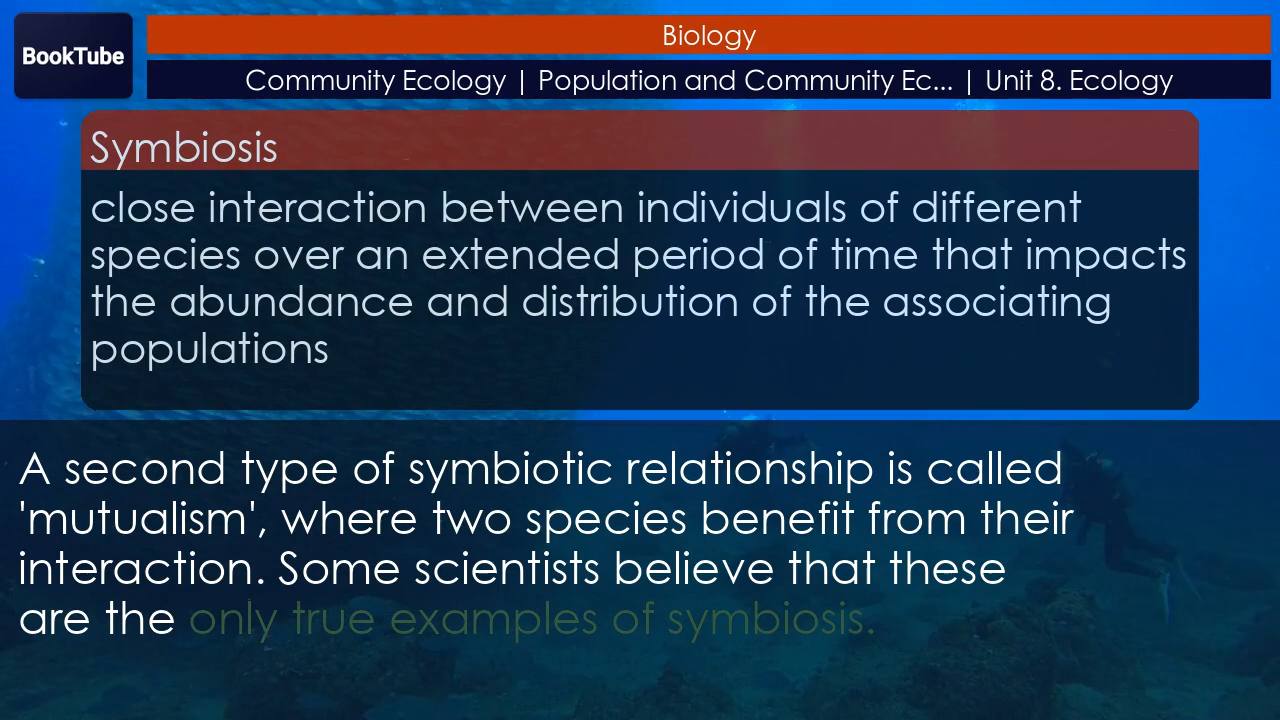 BookTube
Biology
Community Ecology | Population and Community Ec... | Unit 8. Ecology
Symbiosis
close interaction between individuals of different
species over an extended period of time that impacts
the abundance and distribution of the associating
populations
A second type of symbiotic relationship is called
'mutualism', where two species benefit from their
interaction. Some scientists believe that these
are the only true examples of symbiosis.